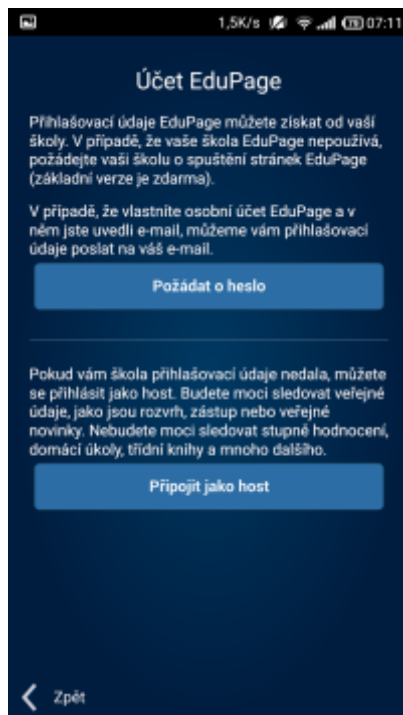 1,5K/s 79 07:11
Účet EduPage
Přihlašovací údaje EduPage můžete získat od vaší
školy. V případě, že vaše škola EduPage nepoužívá,
požádejte vaši školu o spuštění stránek EduPage
(základní verze je zdarma).
V případě, že vlastníte osobní účet EduPage a v
něm jste uvedli e-mail, můžeme vám přihlašovací
údaje poslat na váš e-mail.
Požádat o heslo
Pokud vám škola přihlašovací údaje nedala, můžete
se přihlásit jako host. Budete moci sledovat veřejné
údaje, jako jsou rozvrh, zástup nebo veřejné
novinky. Nebudete moci sledovat stupně hodnocení,
domácí úkoly, třídní knihy a mnoho dalšího.
Připojit jako host
Zpět